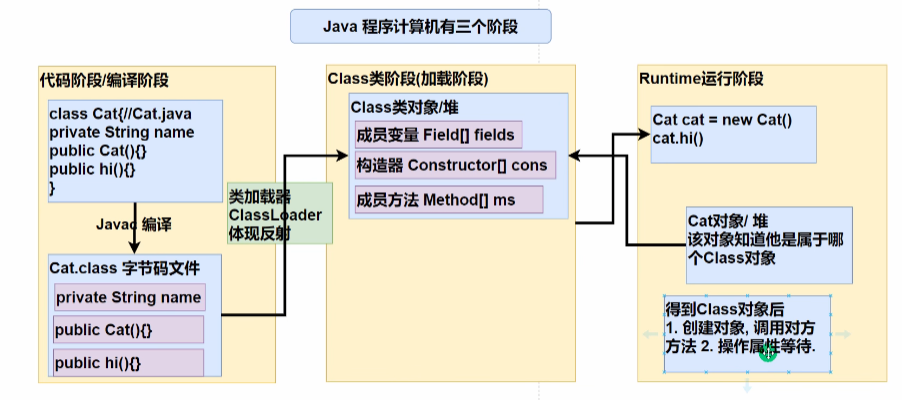 Java 程序计算机有三个阶段
代码阶段/编译阶段
class Cat{//Cat.java
private String name
public Cat(){}
public hi(){}
}
Javac 编译
Cat.class 字节码文件
private String name
public Cat(){}
public hi(){}
类加载器
ClassLoader
体现反射
Class类阶段(加载阶段)
Class类对象/堆
成员变量 Field[] fields
构造器 Constructor[] cons
成员方法 Method[] ms
Runtime运行阶段
Cat cat = new Cat()
cat.hi()
Cat对象/ 堆
该对象知道他是属于哪
个Class对象
得到Class对象后
1. 创建对象, 调用对方
方法 2. 操作属性等待.